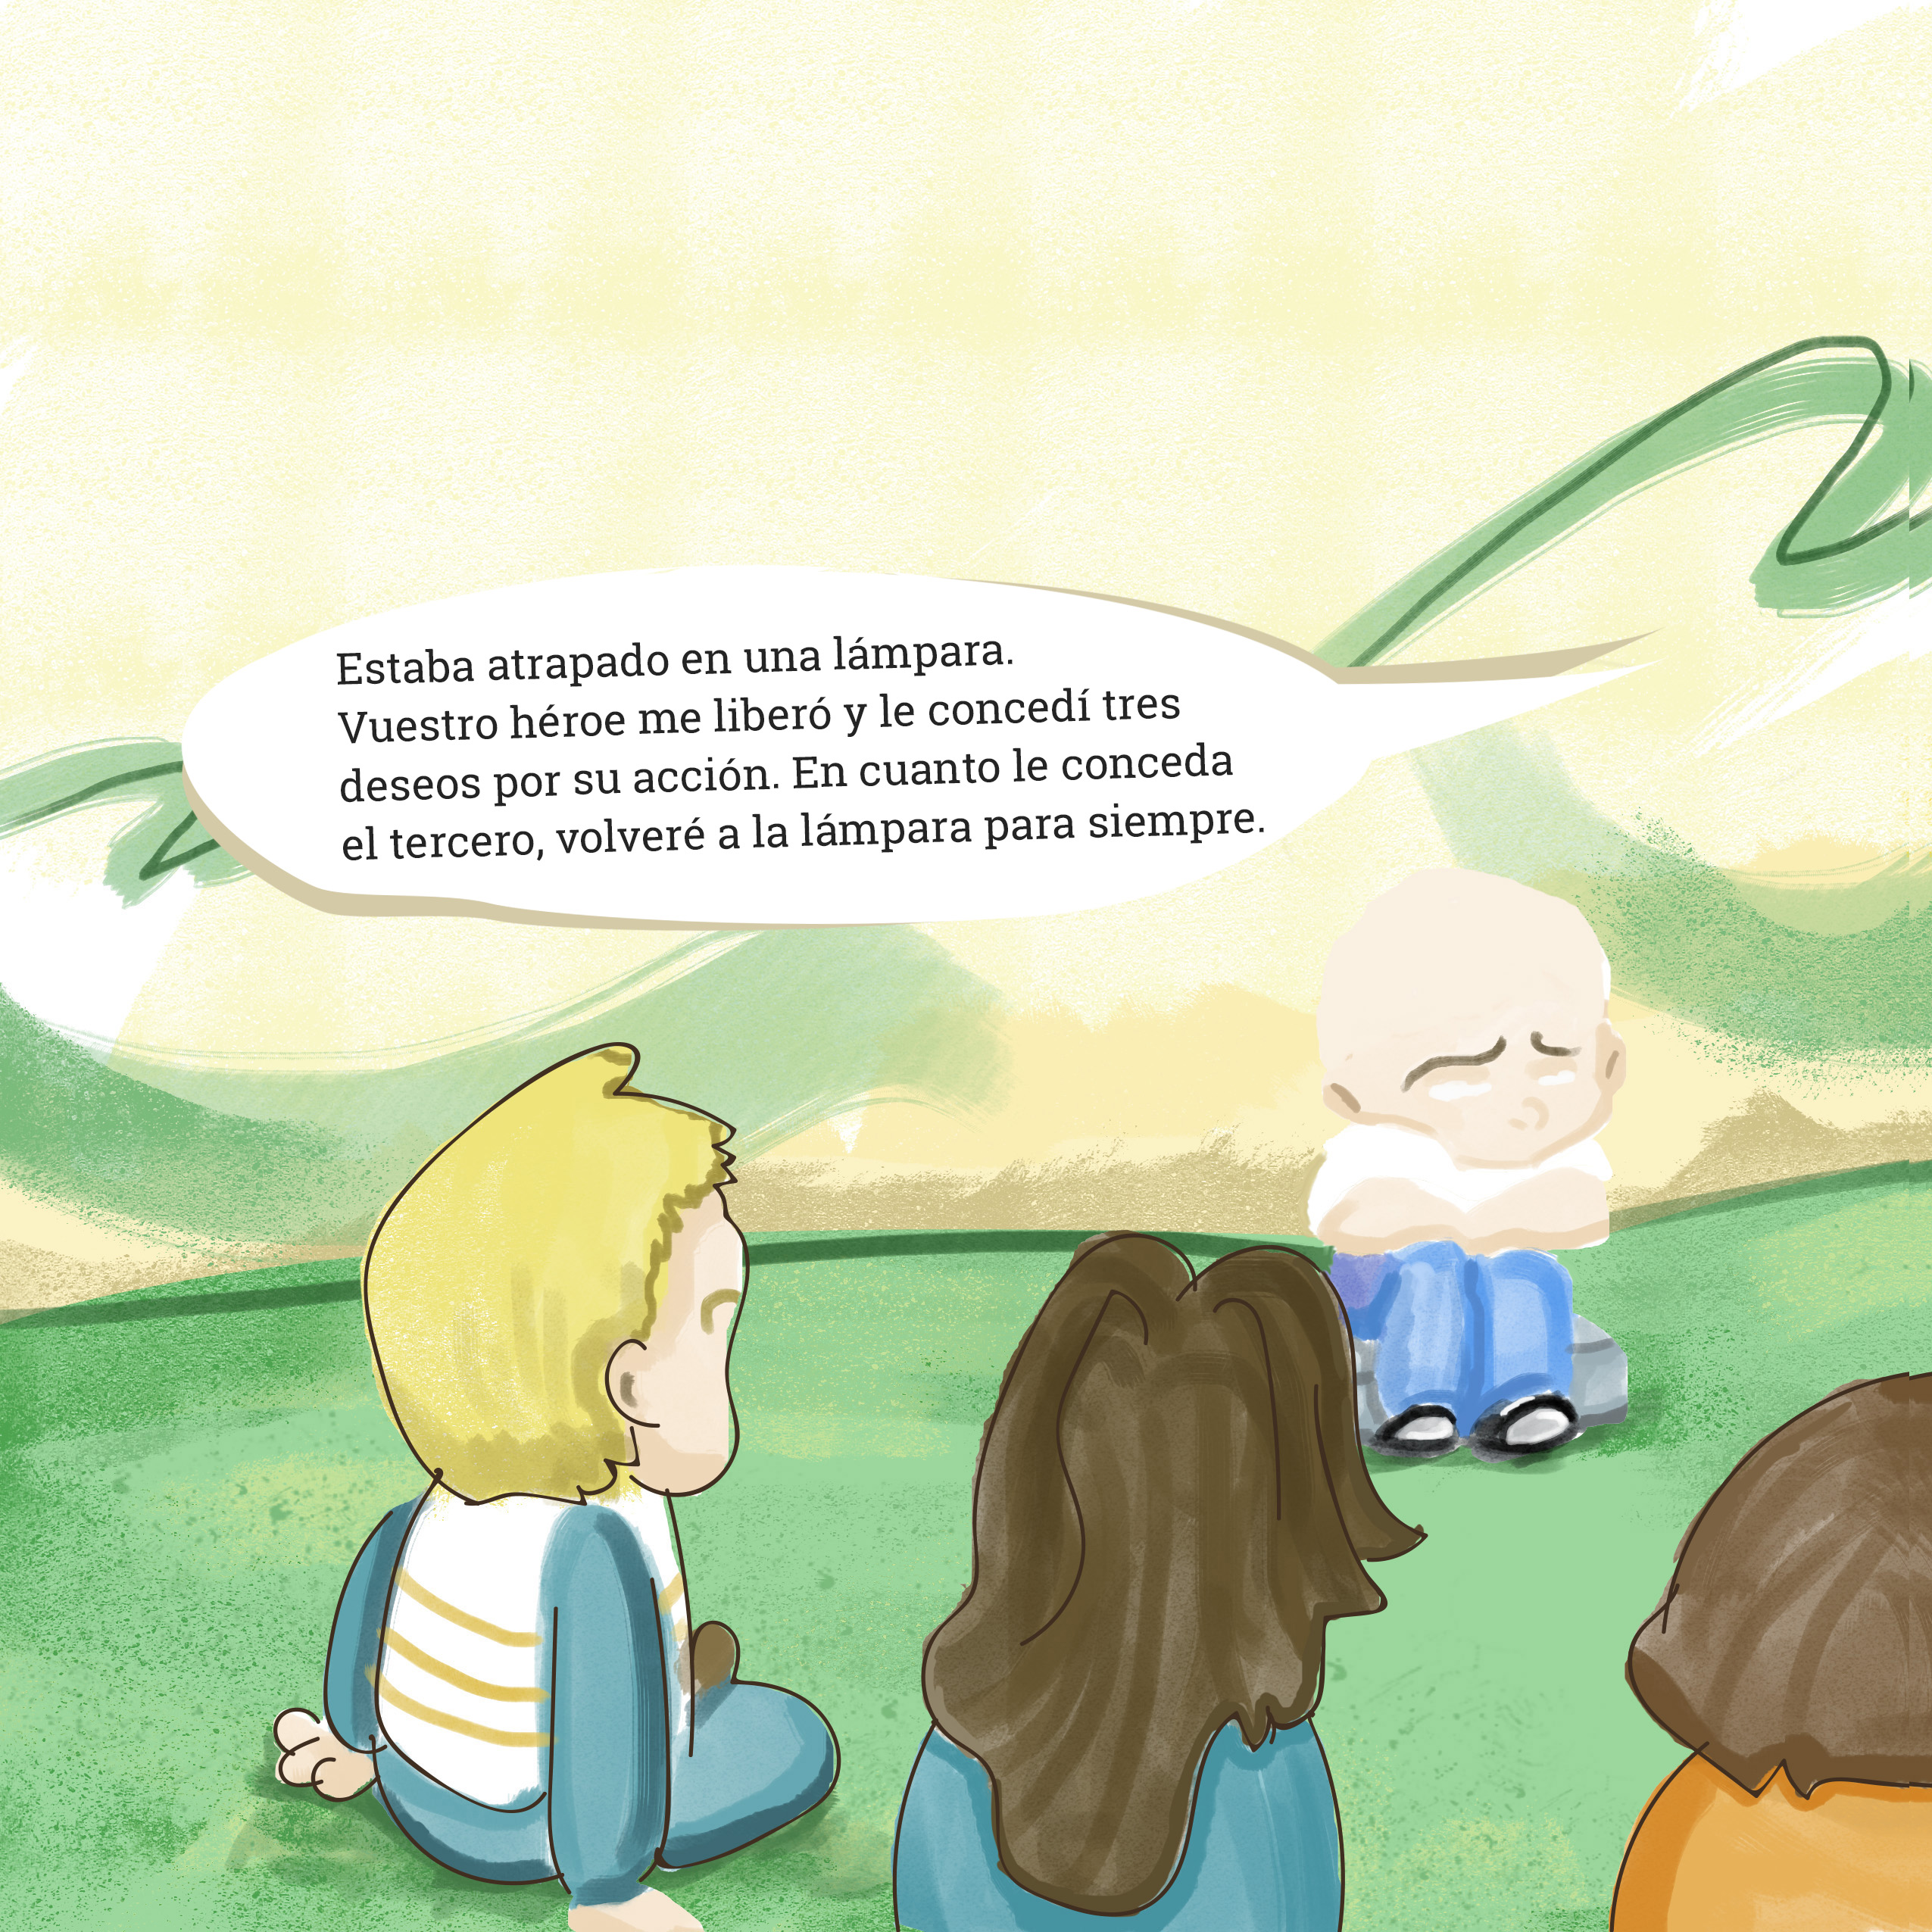 Estaba atrapado en una lámpara.
Vuestro héroe me liberó y le concedí tres
deseos por su acción. En cuanto le conceda
el tercero, volveré a la lámpara para siempre.